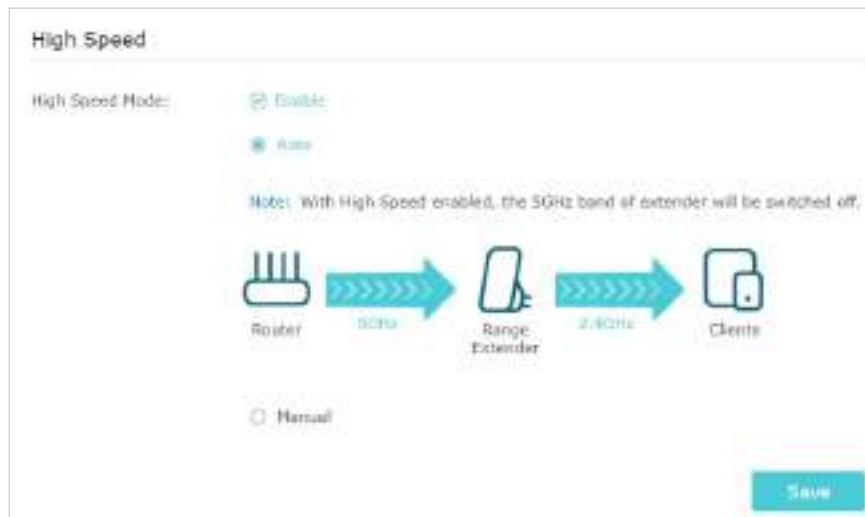 High Speed
High Speed Mode:
Enable
Auto
Note: With High Speed enabled, the 5GHz band of extender will be switched off.
5GHz
2.4GHz
Router
Range
Extender
Clients
Manual
Save